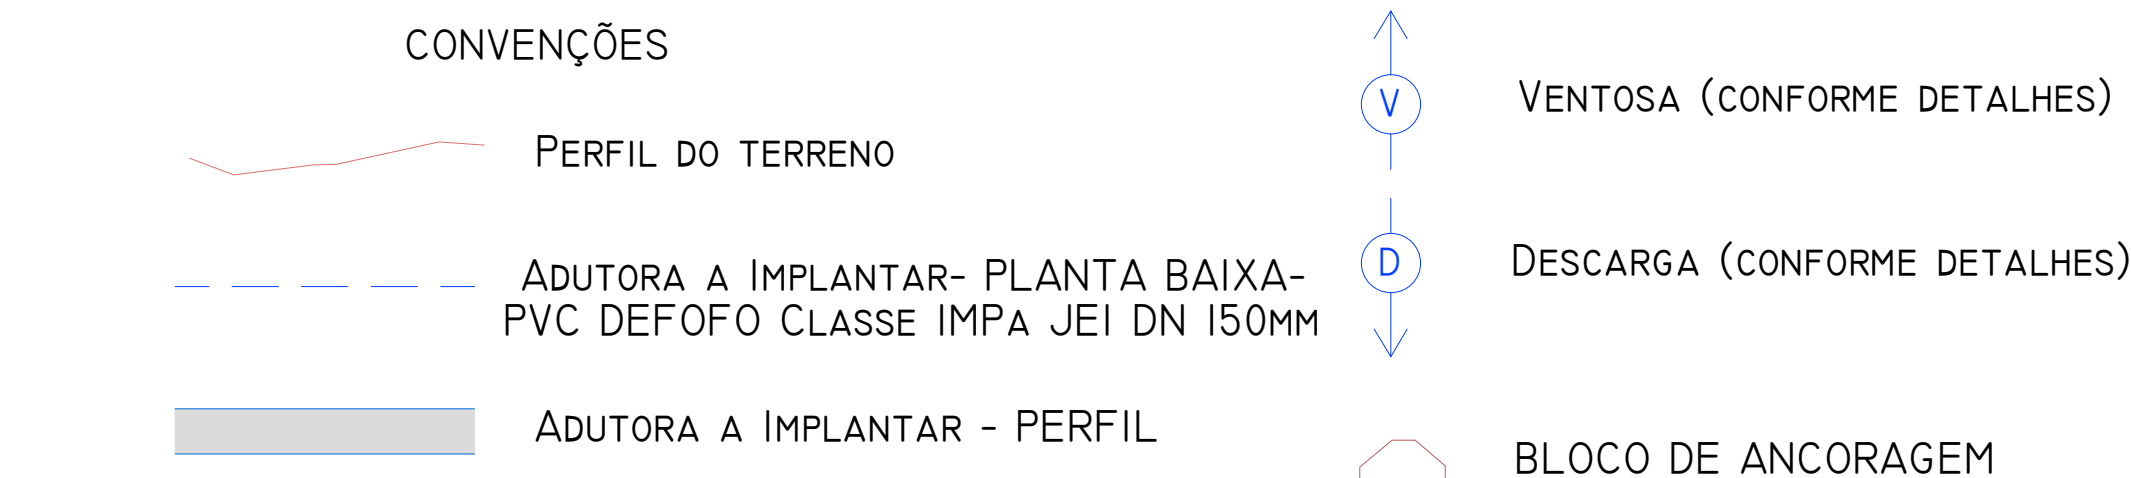 CONVENÇÕES
PERFIL DO TERRENO
ADUTORA A IMPLANTAR- PLANTA BAIXA-
PVC DEFOFO CLASSE 1MPA JEI DN 150MM
ADUTORA A IMPLANTAR - PERFIL
V
VENTOSA (CONFORME DETALHES)
D
DESCARGA (CONFORME DETALHES)
BLOCO DE ANCORAGEM